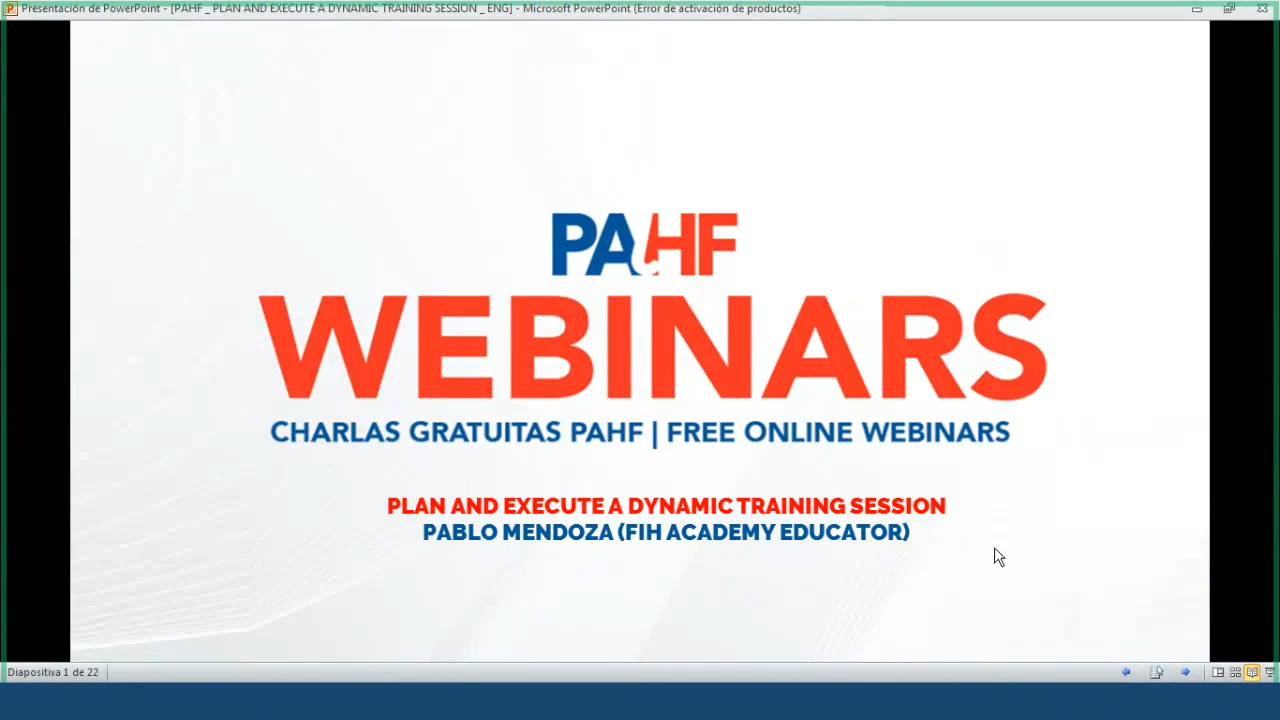 Presentación de PowerPoint - [PAHF _ PLAN AND EXECUTE A DYNAMIC TRAINING SESSION _ ENG] - Microsoft PowerPoint (Error de activación de productos)
PAHF
WEBINARS
CHARLAS GRATUITAS PAHF | FREE ONLINE WEBINARS
PLAN AND EXECUTE A DYNAMIC TRAINING SESSION
PABLO MENDOZA (FIH ACADEMY EDUCATOR)
Diapositiva 1 de 22